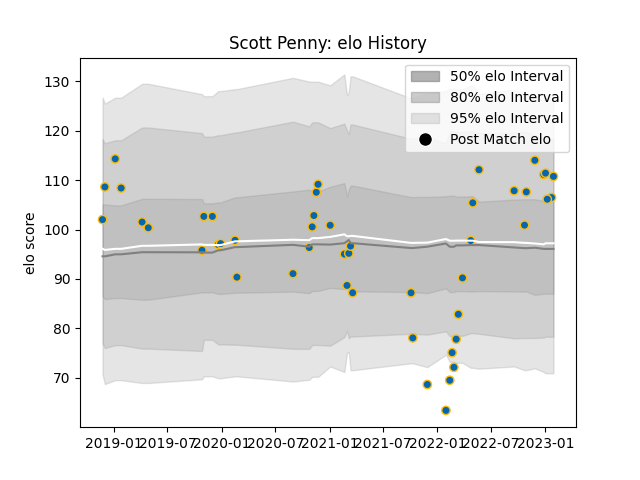 Scott Penny: elo History
elo score
130
120
110
100
90
80
70
50% elo Interval
80% elo Interval
95% elo Interval
Post Match elo
2019-01 2019-07 2020-01 2020-07 2021-01 2021-07 2022-01 2022-07 2023-01